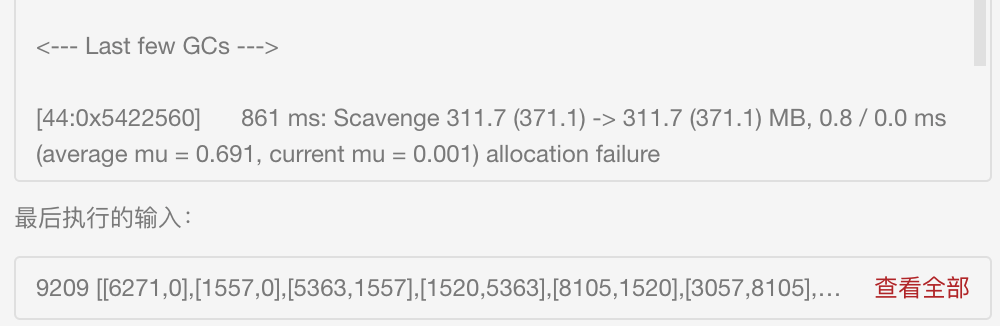 <--- Last few GCs --->
[44:0x5422560]      861 ms: Scavenge 311.7 (371.1) -> 311.7 (371.1) MB, 0.8 / 0.0 ms
(average mu = 0.691, current mu = 0.001) allocation failure
最后执行的输入：
9209 [[6271,0],[1557,0],[5363,1557],[1520,5363],[8105,1520],[3057,8105],... 查看全部